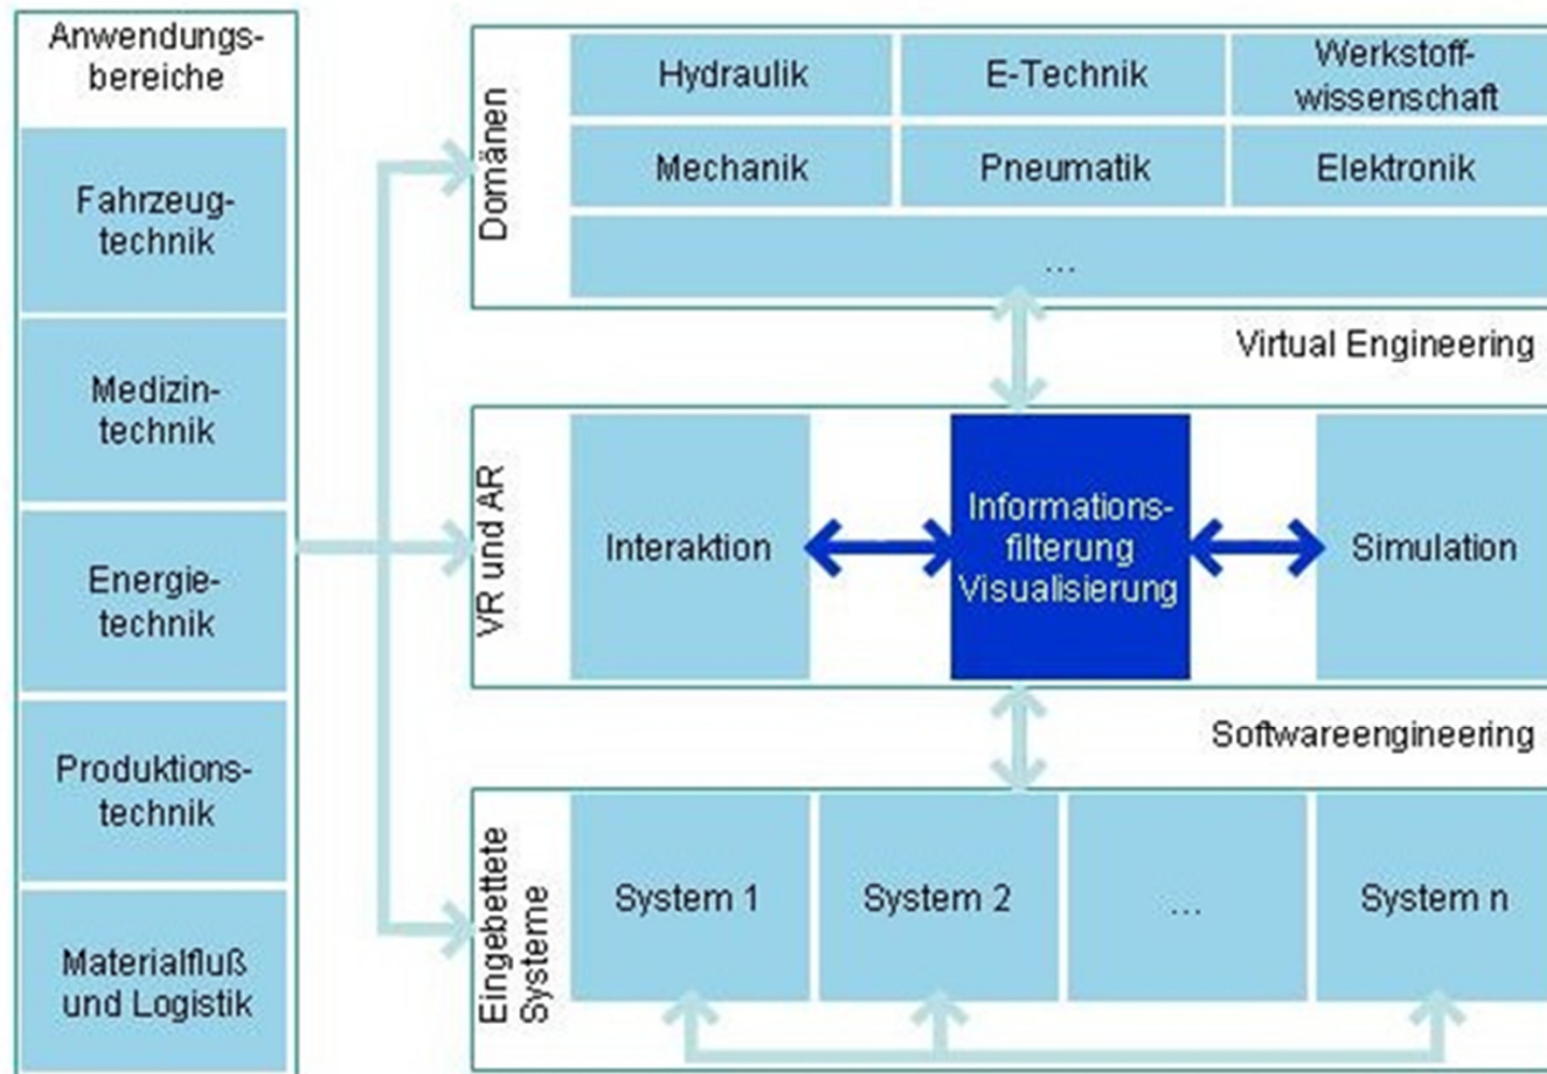 Anwendungs-
bereiche
Fahrzeug-
technik
Medizin-
technik
Energie-
technik
Produktions-
technik
Materialfluß
und Logistik
Domänen
Hydraulik
E-Technik
Werkstoff-
wissenschaft
Mechanik
Pneumatik
Elektronik
...
Virtual Engineering
VR und AR
Interaktion
Informations-
filterung
Visualisierung
Simulation
Softwareengineering
Eingebettete
Systeme
System 1
System 2
...
System n